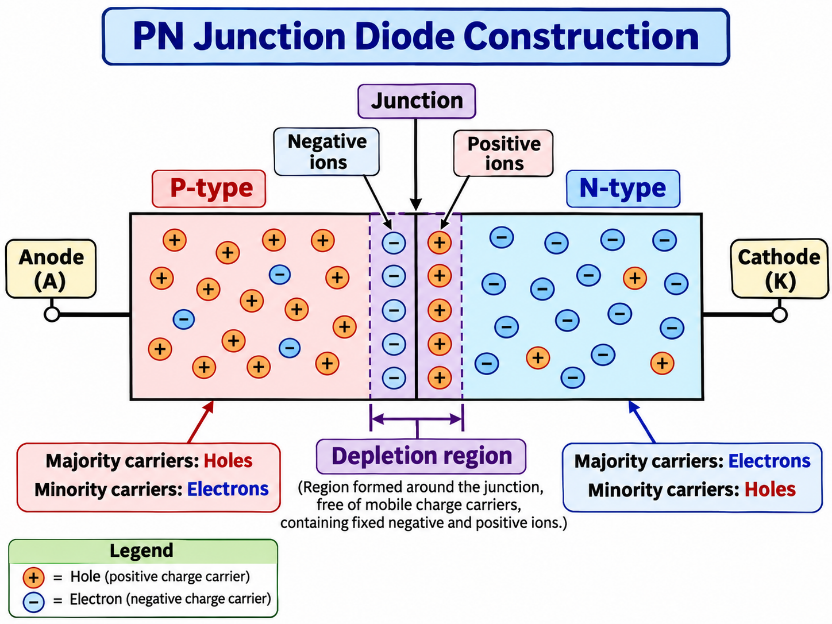 PN Junction Diode Construction
Junction
Negative
ions
Positive
ions
P-type
N-type
Anode
(A)
Cathode
(K)
Majority carriers: Holes
Minority carriers: Electrons
Depletion region
(Region formed around the junction,
free of mobile charge carriers,
containing fixed negative and positive ions.)
Majority carriers: Electrons
Minority carriers: Holes
Legend
+ = Hole (positive charge carrier)
− = Electron (negative charge carrier)